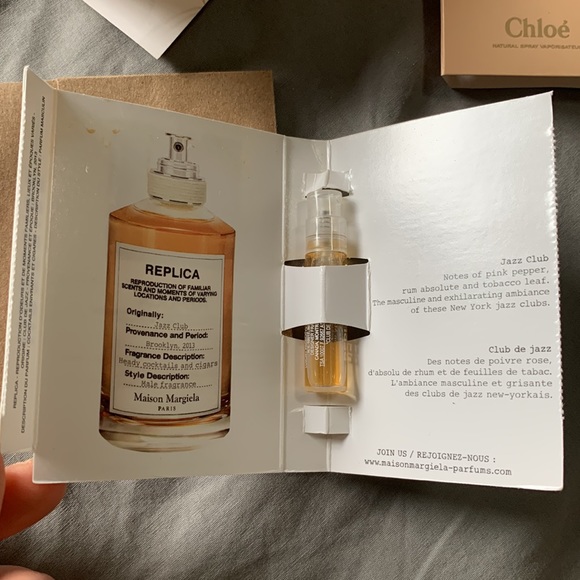 Chloé
NATURAL SPRAY VAPORISATEUR
REPLICA
REPRODUCTION OF FAMILIAR
SCENTS AND MOMENTS OF VARYING
LOCATIONS AND PERIODS.
Originally:
Jazz Club
Provenance and Period:
Brooklyn, 2013
Fragrance Description:
Heady cocktails and cigars
Style Description:
Male fragrance
Maison Margiela
PARIS
Jazz Club
Notes of pink pepper,
rum absolute and tobacco leaf.
The masculine and exhilarating ambiance
of these New York jazz clubs.
Club de jazz
Des notes de poivre rose,
d'absolu de rhum et de feuilles de tabac.
L'ambiance masculine et grisante
des clubs de jazz new-yorkais.
JOIN US / REJOIGNEZ-NOUS :
www.maisonmargiela-parfums.com